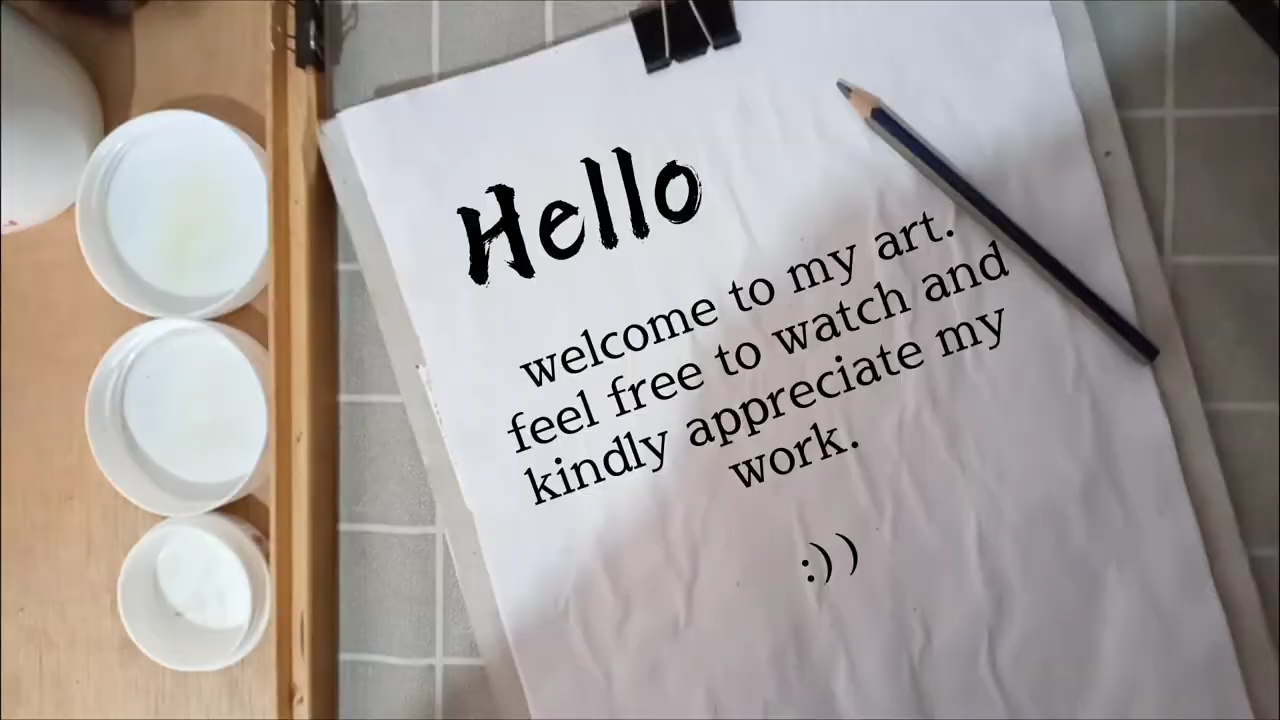 Hello
welcome to my art.
feel free to watch and
kindly appreciate my
work.
:))